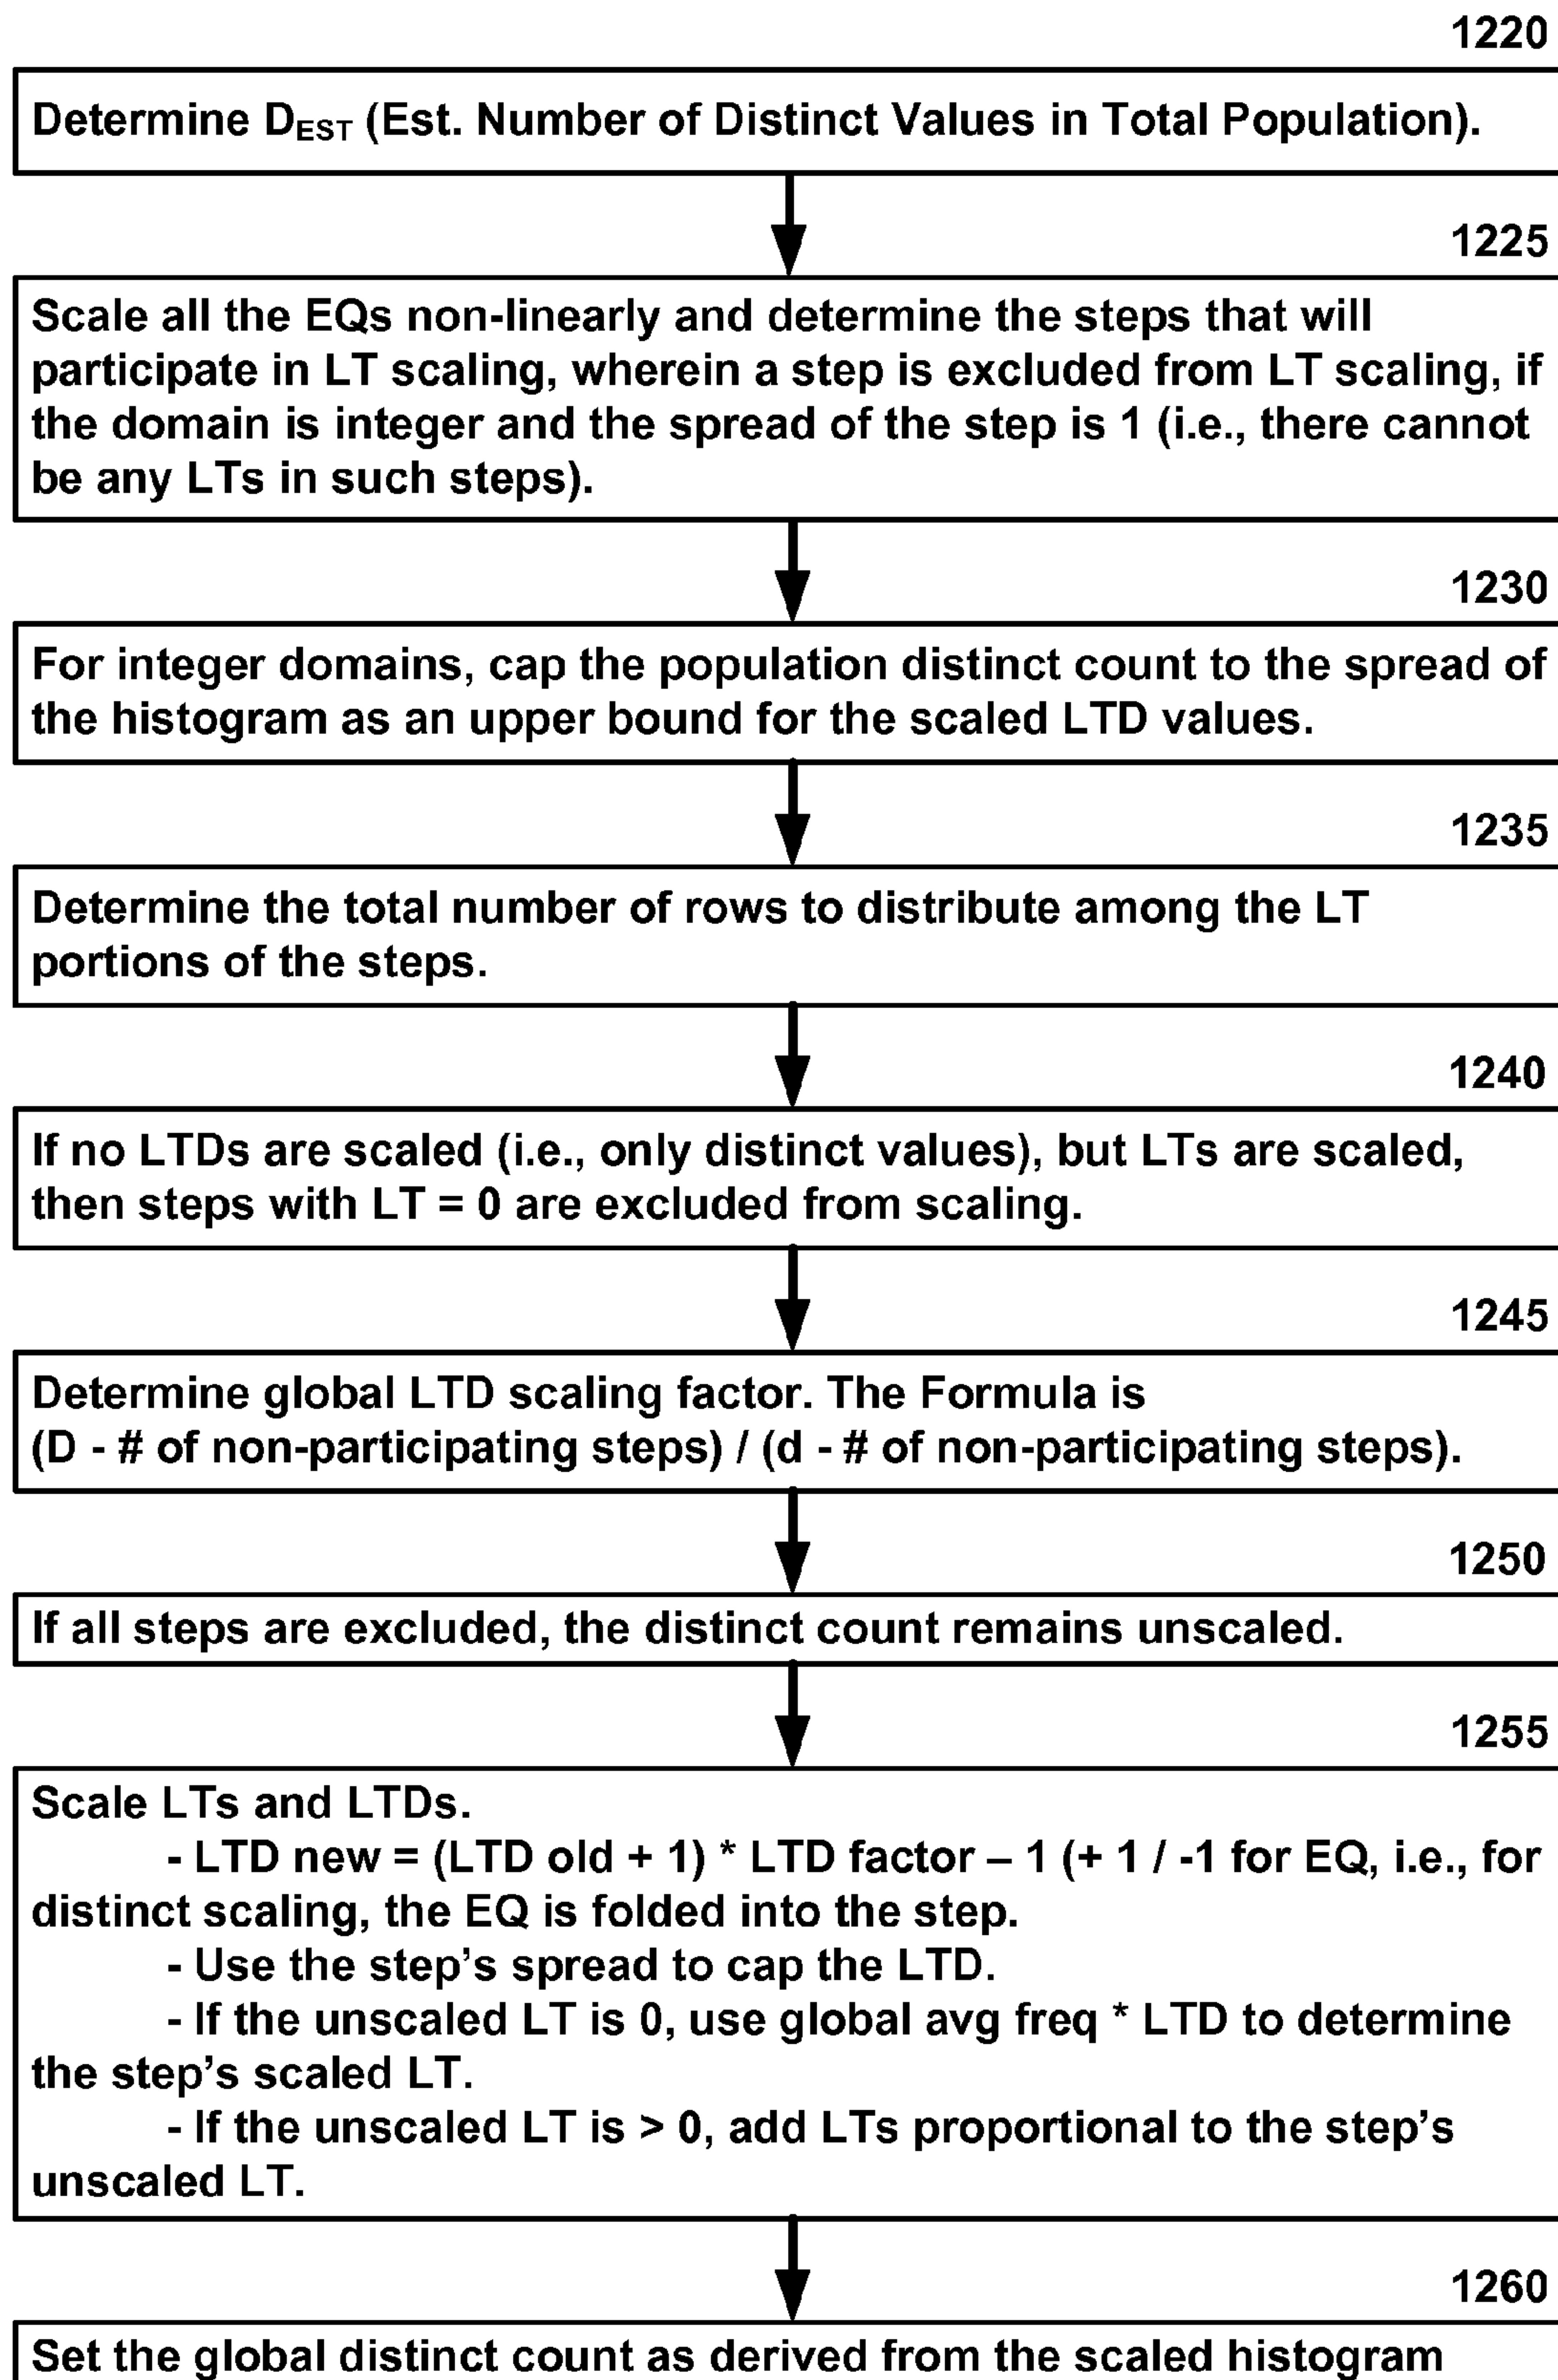 1220
Determine DEST (Est. Number of Distinct Values in Total Population).
1225
Scale all the EQs non-linearly and determine the steps that will
participate in LT scaling, wherein a step is excluded from LT scaling, if
the domain is integer and the spread of the step is 1 (i.e., there cannot
be any LTs in such steps).
1230
For integer domains, cap the population distinct count to the spread of
the histogram as an upper bound for the scaled LTD values.
1235
Determine the total number of rows to distribute among the LT
portions of the steps.
1240
If no LTDs are scaled (i.e., only distinct values), but LTs are scaled,
then steps with LT = 0 are excluded from scaling.
1245
Determine global LTD scaling factor. The Formula is
(D - # of non-participating steps) / (d - # of non-participating steps).
1250
If all steps are excluded, the distinct count remains unscaled.
1255
Scale LTs and LTDs.
- LTD new = (LTD old + 1) * LTD factor – 1 (+ 1 / -1 for EQ, i.e., for
distinct scaling, the EQ is folded into the step.
- Use the step's spread to cap the LTD.
- If the unscaled LT is 0, use global avg freq * LTD to determine
the step's scaled LT.
- If the unscaled LT is > 0, add LTs proportional to the step's
unscaled LT.
1260
Set the global distinct count as derived from the scaled histogram